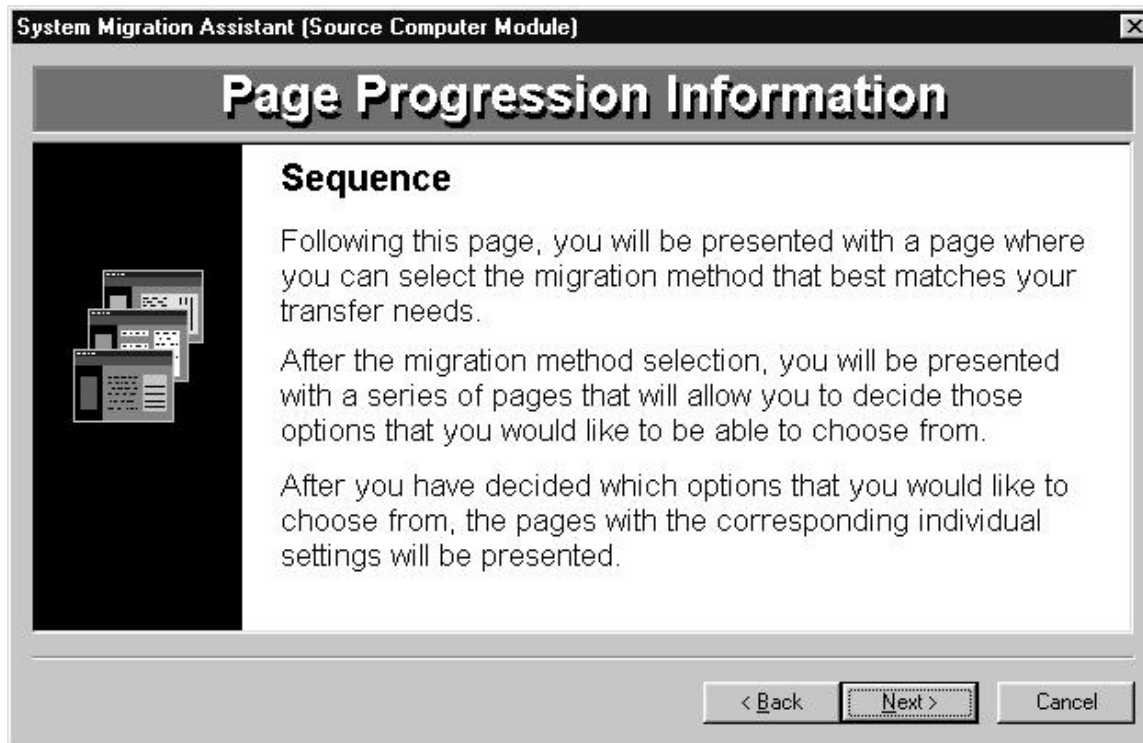 System Migration Assistant (Source Computer Module)
Page Progression Information
Sequence
Following this page, you will be presented with a page where
you can select the migration method that best matches your
transfer needs.
After the migration method selection, you will be presented
with a series of pages that will allow you to decide those
options that you would like to be able to choose from.
After you have decided which options that you would like to
choose from, the pages with the corresponding individual
settings will be presented.
< Back Next > Cancel